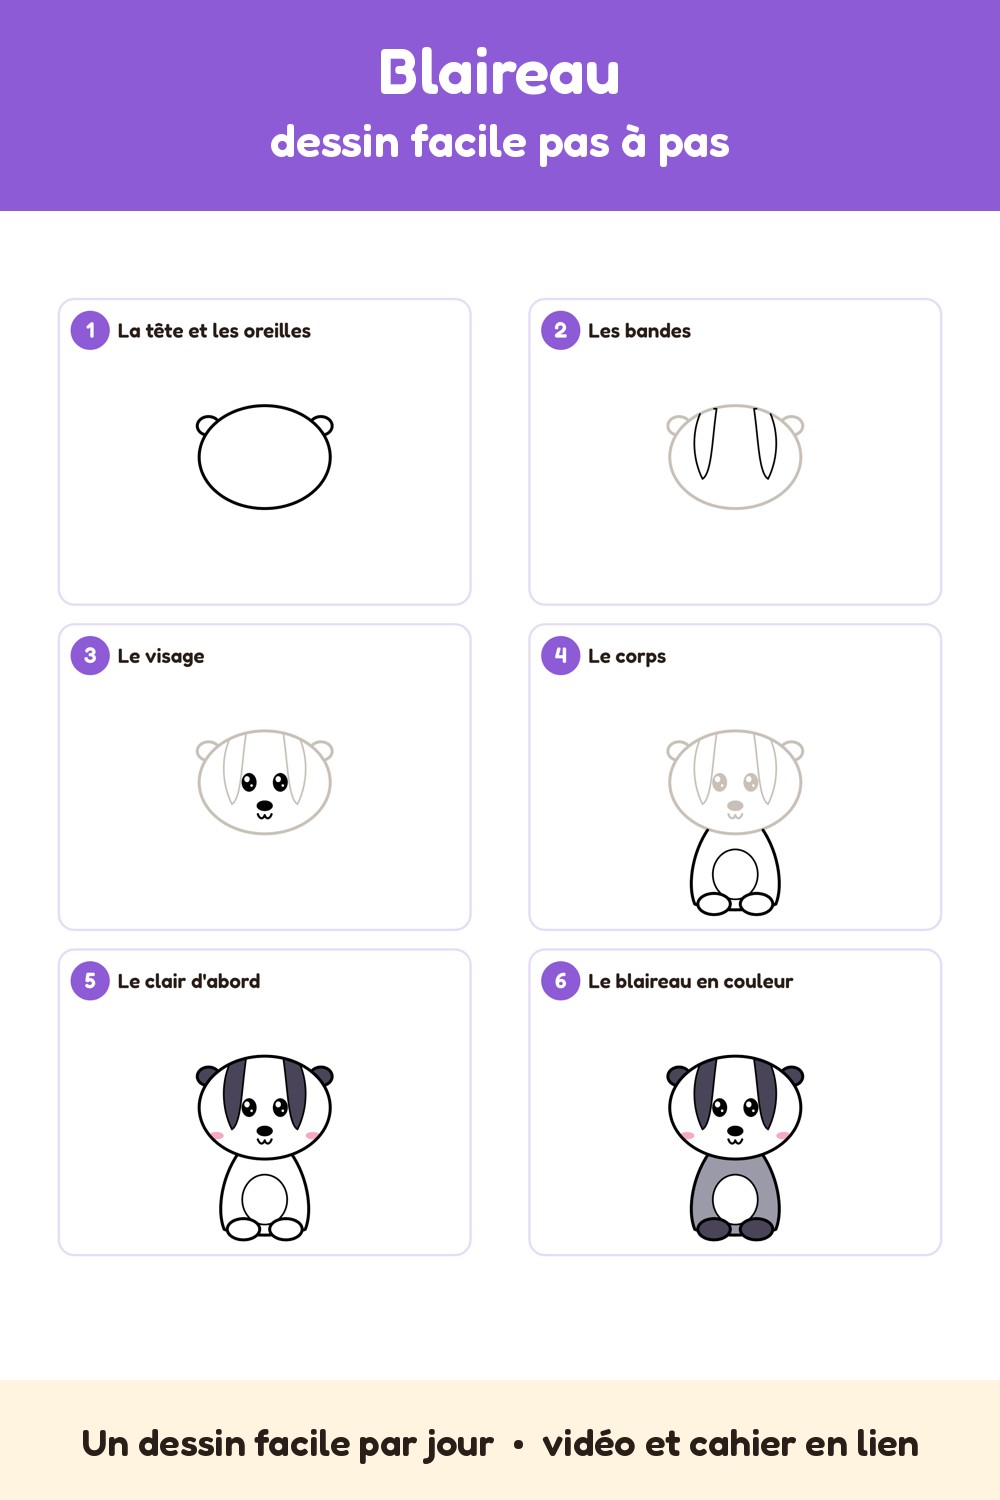 Blaireau
dessin facile pas à pas
1 La tête et les oreilles
2 Les bandes
3 Le visage
4 Le corps
5 Le clair d'abord
6 Le blaireau en couleur
Un dessin facile par jour • vidéo et cahier en lien